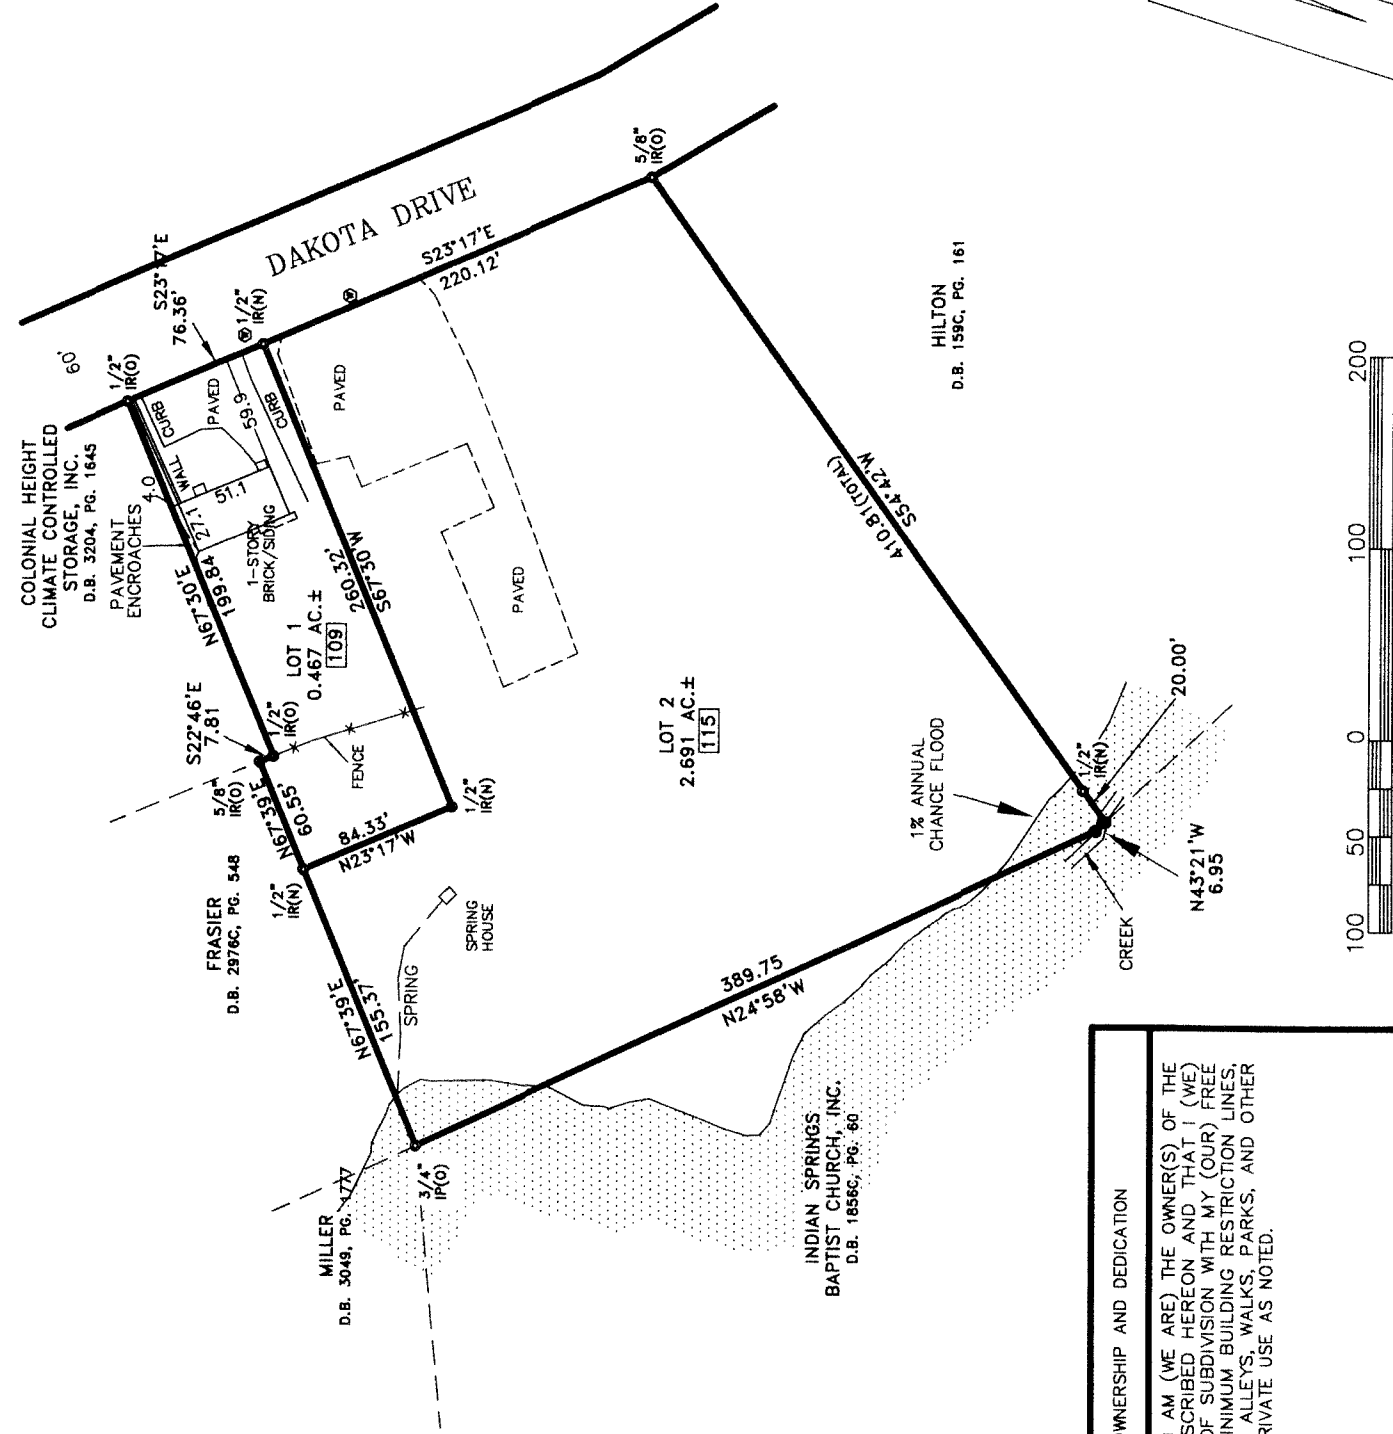 COLONIAL HEIGHT
CLIMATE CONTROLLED
STORAGE, INC.
D.B. 3204, PG. 1645
PAVEMENT
ENCROACHES
60'
1/2"
IR(O)
S23°17'E
76.36'
1/2"
IR(N)
W
W
DAKOTA DRIVE
S23°17'E
220.12'
5/8"
IR(O)
4.0
WALL
CURB
PAVED
59.9
CURB
PAVED
27.1
51.1
1-STORY
BRICK/SIDING
N67°30'E
199.84
260.32'
S67°30'W
LOT 1
0.467 AC.±
109
S22°46'E
7.81
1/2"
IR(O)
5/8"
IR(O)
N67°39'E
60.55'
FENCE
84.33'
N23°17'W
1/2"
IR(N)
1/2"
IR(N)
PAVED
FRASIER
D.B. 2976C, PG. 548
SPRING
HOUSE
SPRING
N67°39'E
155.37'
LOT 2
2.691 AC.±
115
HILTON
D.B. 159C, PG. 161
410.81(TOTAL)
S54°42'W
1% ANNUAL
CHANCE FLOOD
1/2"
IR(N)
20.00'
N43°21'W
6.95
CREEK
389.75
N24°58'W
MILLER
D.B. 3049, PG. 1777
3/4"
IP(O)
INDIAN SPRINGS
BAPTIST CHURCH, INC.
D.B. 1856C, PG. 60
100 50 0 100 200
OWNERSHIP AND DEDICATION
AM (WE ARE) THE OWNER(S) OF THE
SCRIBED HEREON AND THAT I (WE)
OF SUBDIVISION WITH MY (OUR) FREE
NIMUM BUILDING RESTRICTION LINES,
ALLEYS, WALKS, PARKS, AND OTHER
RIVATE USE AS NOTED.